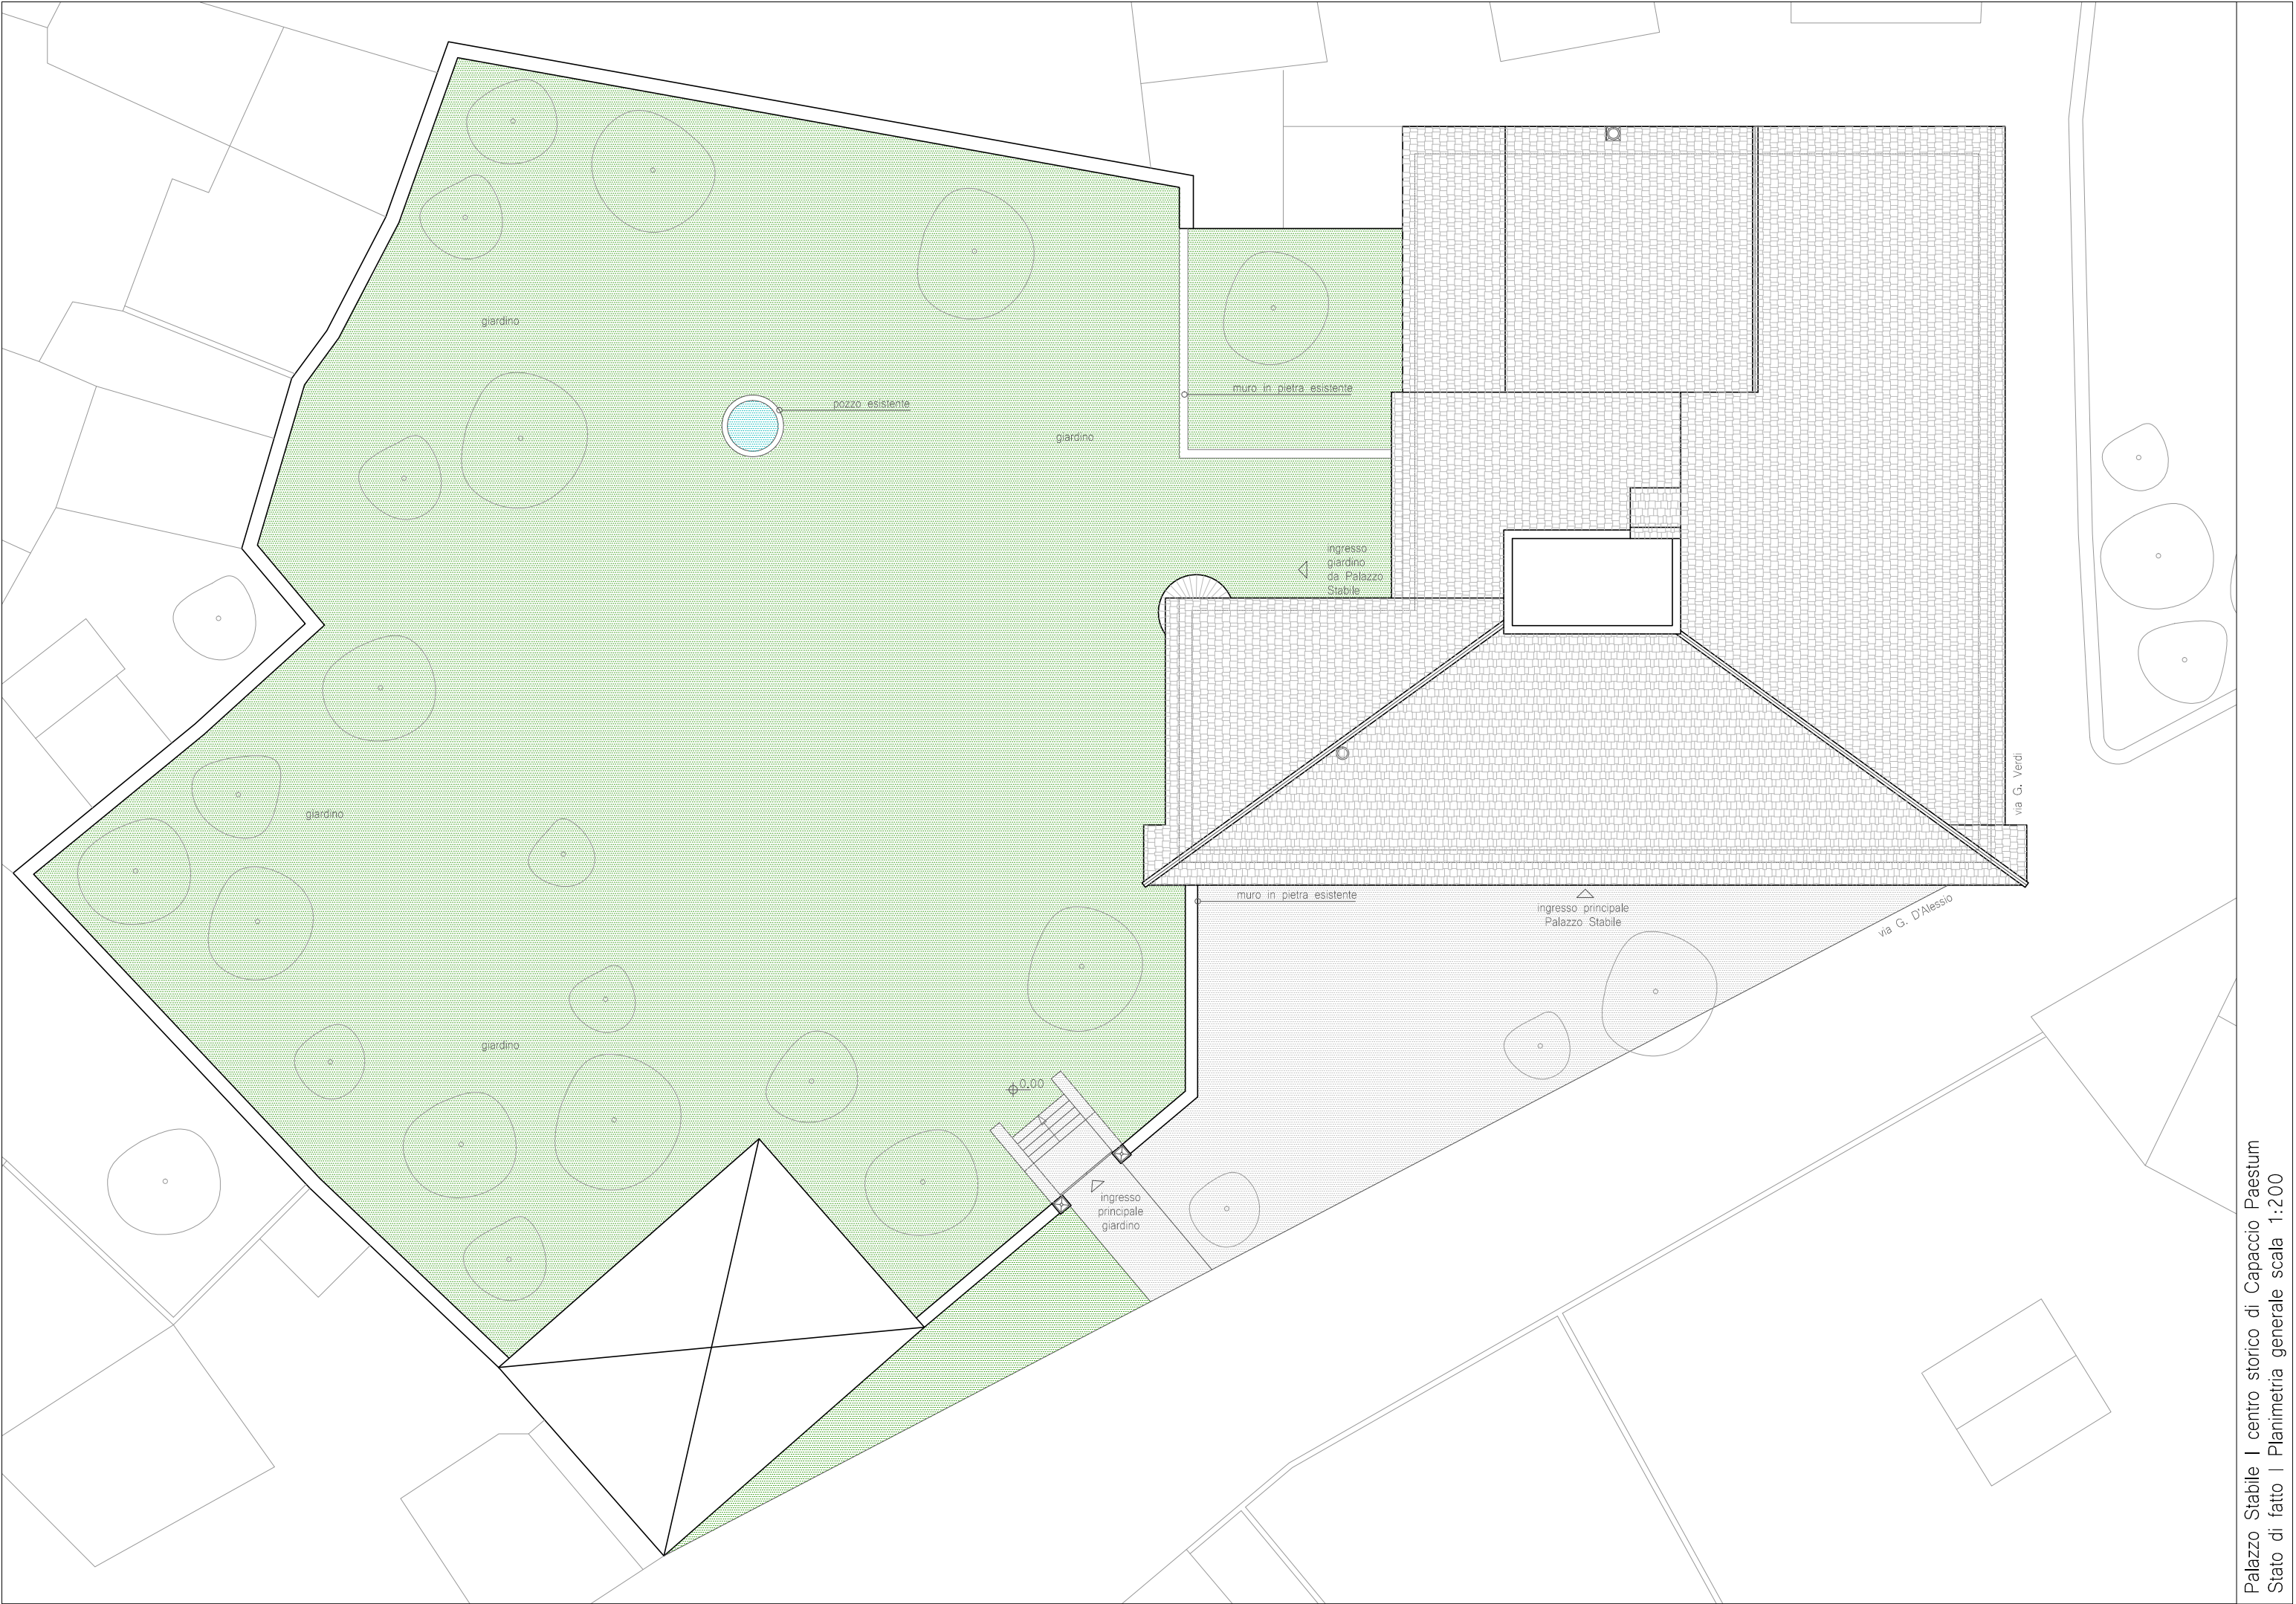 giardino
pozzo esistente
muro in pietra esistente
giardino
ingresso
giardino
da Palazzo
Stabile
giardino
via G. Verdi
muro in pietra esistente
ingresso principale
Palazzo Stabile
via G. D'Alessio
giardino
0.00
ingresso
principale
giardino
Palazzo Stabile | centro storico di Capaccio Paestum
Stato di fatto | Planimetria generale scala 1:200